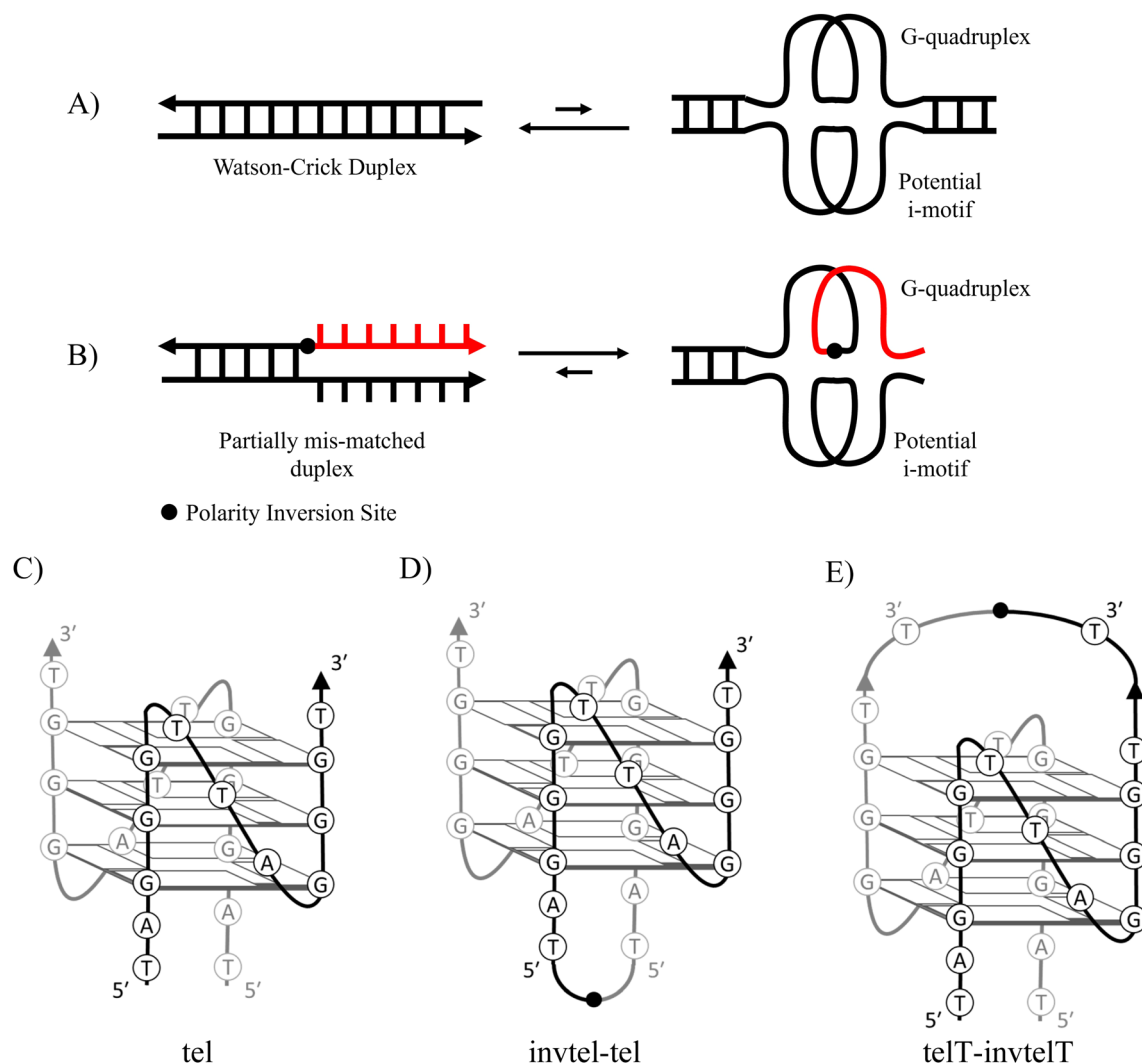 A)
Watson-Crick Duplex
G-quadruplex
Potential
i-motif
B)
Partially mis-matched
duplex
G-quadruplex
Potential
i-motif
● Polarity Inversion Site
C)
3′
3′
T
T
G
G
G
G
G
G
T
T
A
G
G
G
T
T
A
G
G
G
A
A
T
T
5′
5′
tel
D)
3′
3′
T
T
G
G
G
G
G
G
T
T
A
G
G
G
T
T
A
G
G
G
A
A
T
T
5′
5′
invtel-tel
E)
3′
3′
T
T
T
T
G
G
G
G
G
G
T
T
A
G
G
G
T
T
A
G
G
G
A
A
T
T
5′
5′
telT-invtelT